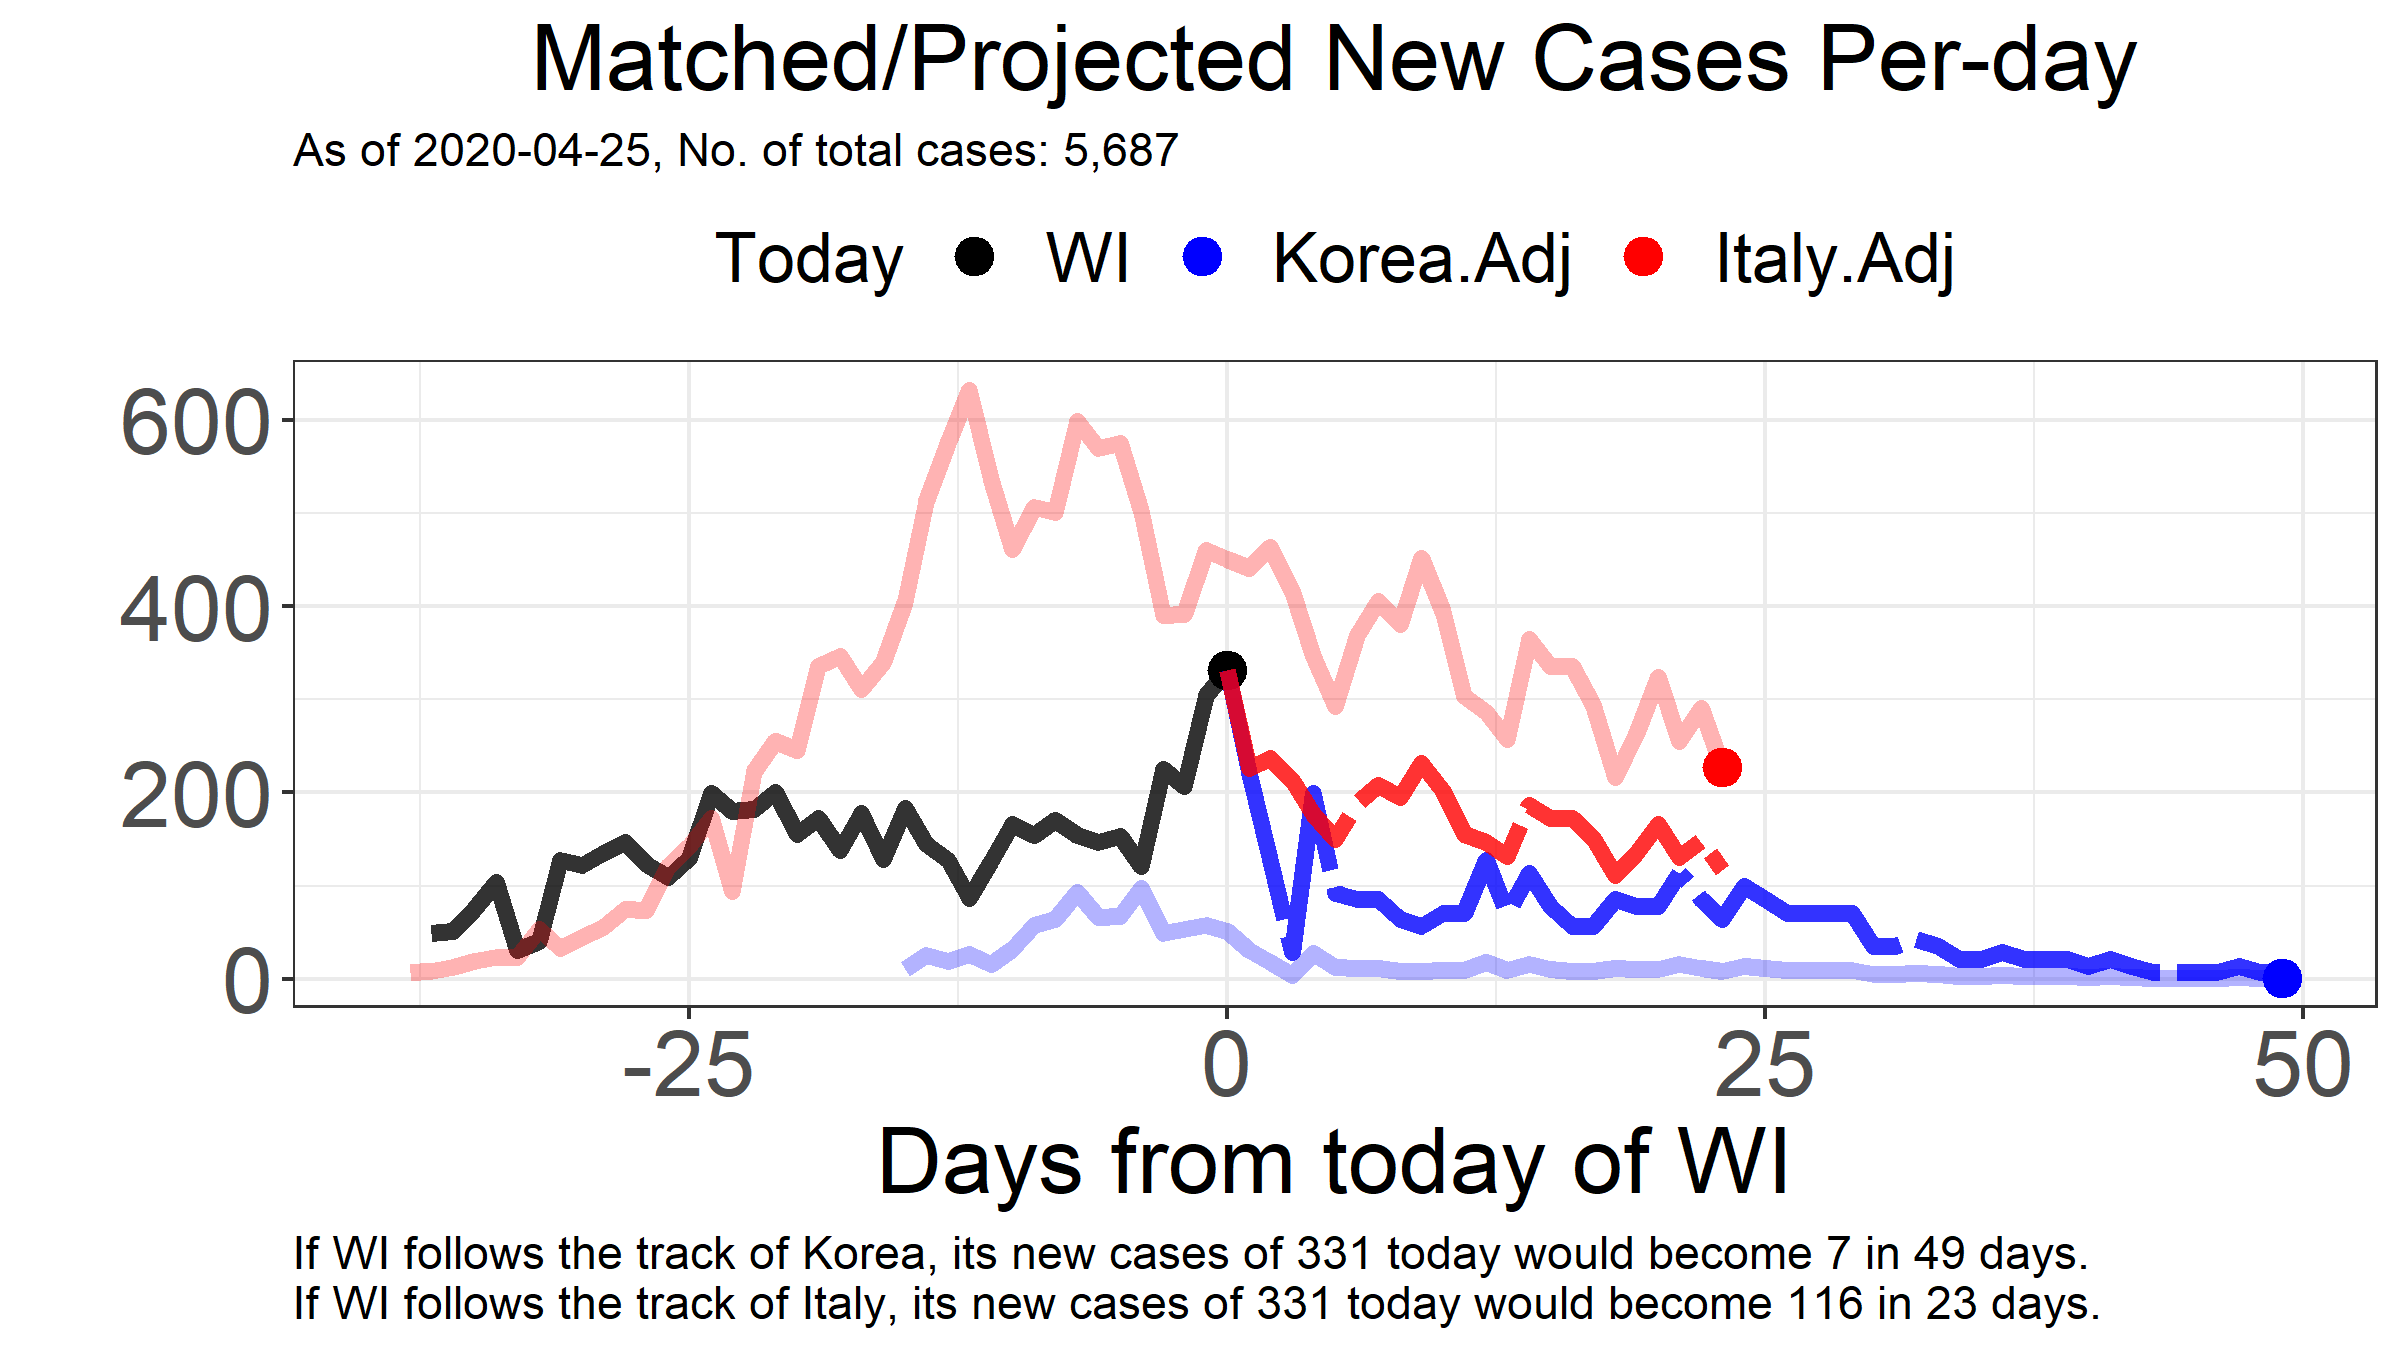 Matched/Projected New Cases Per-day
As of 2020-04-25, No. of total cases: 5,687
Today WI Korea.Adj Italy.Adj
600
400
200
0
-25 0 25 50
Days from today of WI
If WI follows the track of Korea, its new cases of 331 today would become 7 in 49 days.
If WI follows the track of Italy, its new cases of 331 today would become 116 in 23 days.